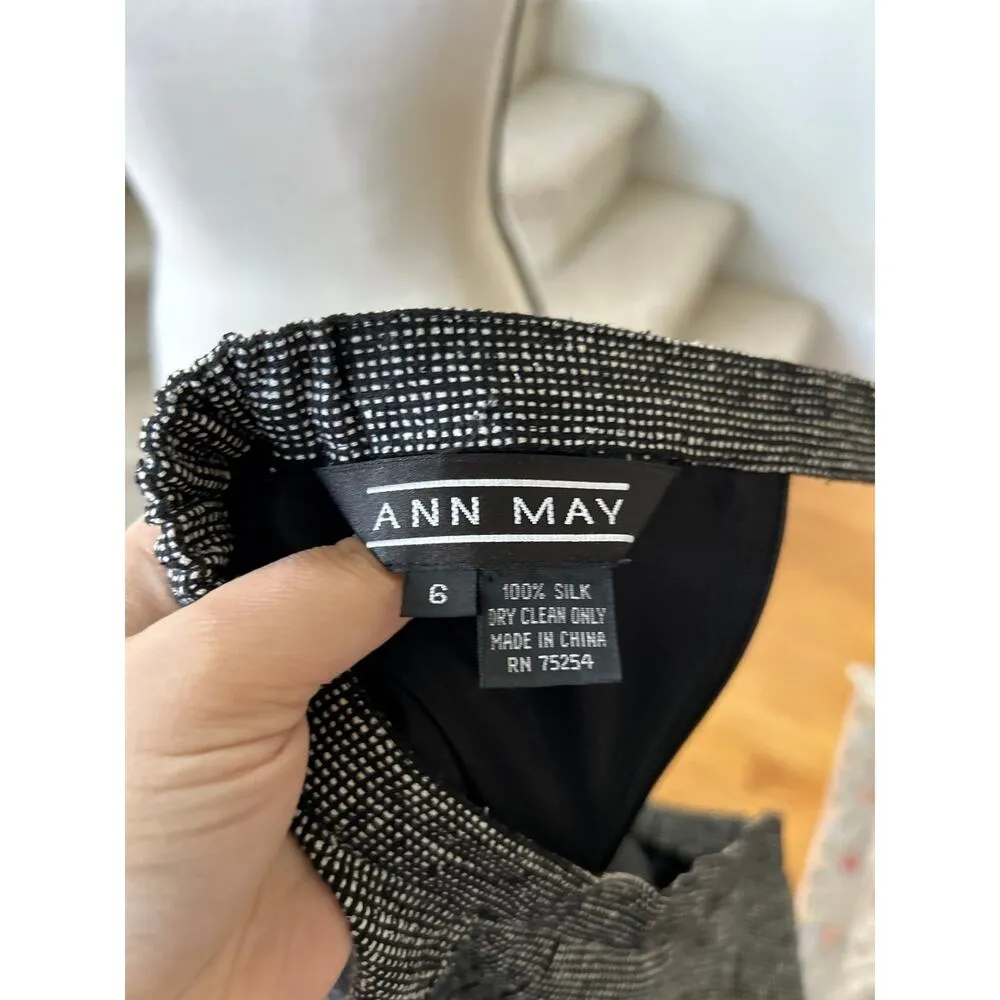 ANN MAY
6
100% SILK
DRY CLEAN ONLY
MADE IN CHINA
RN 75254